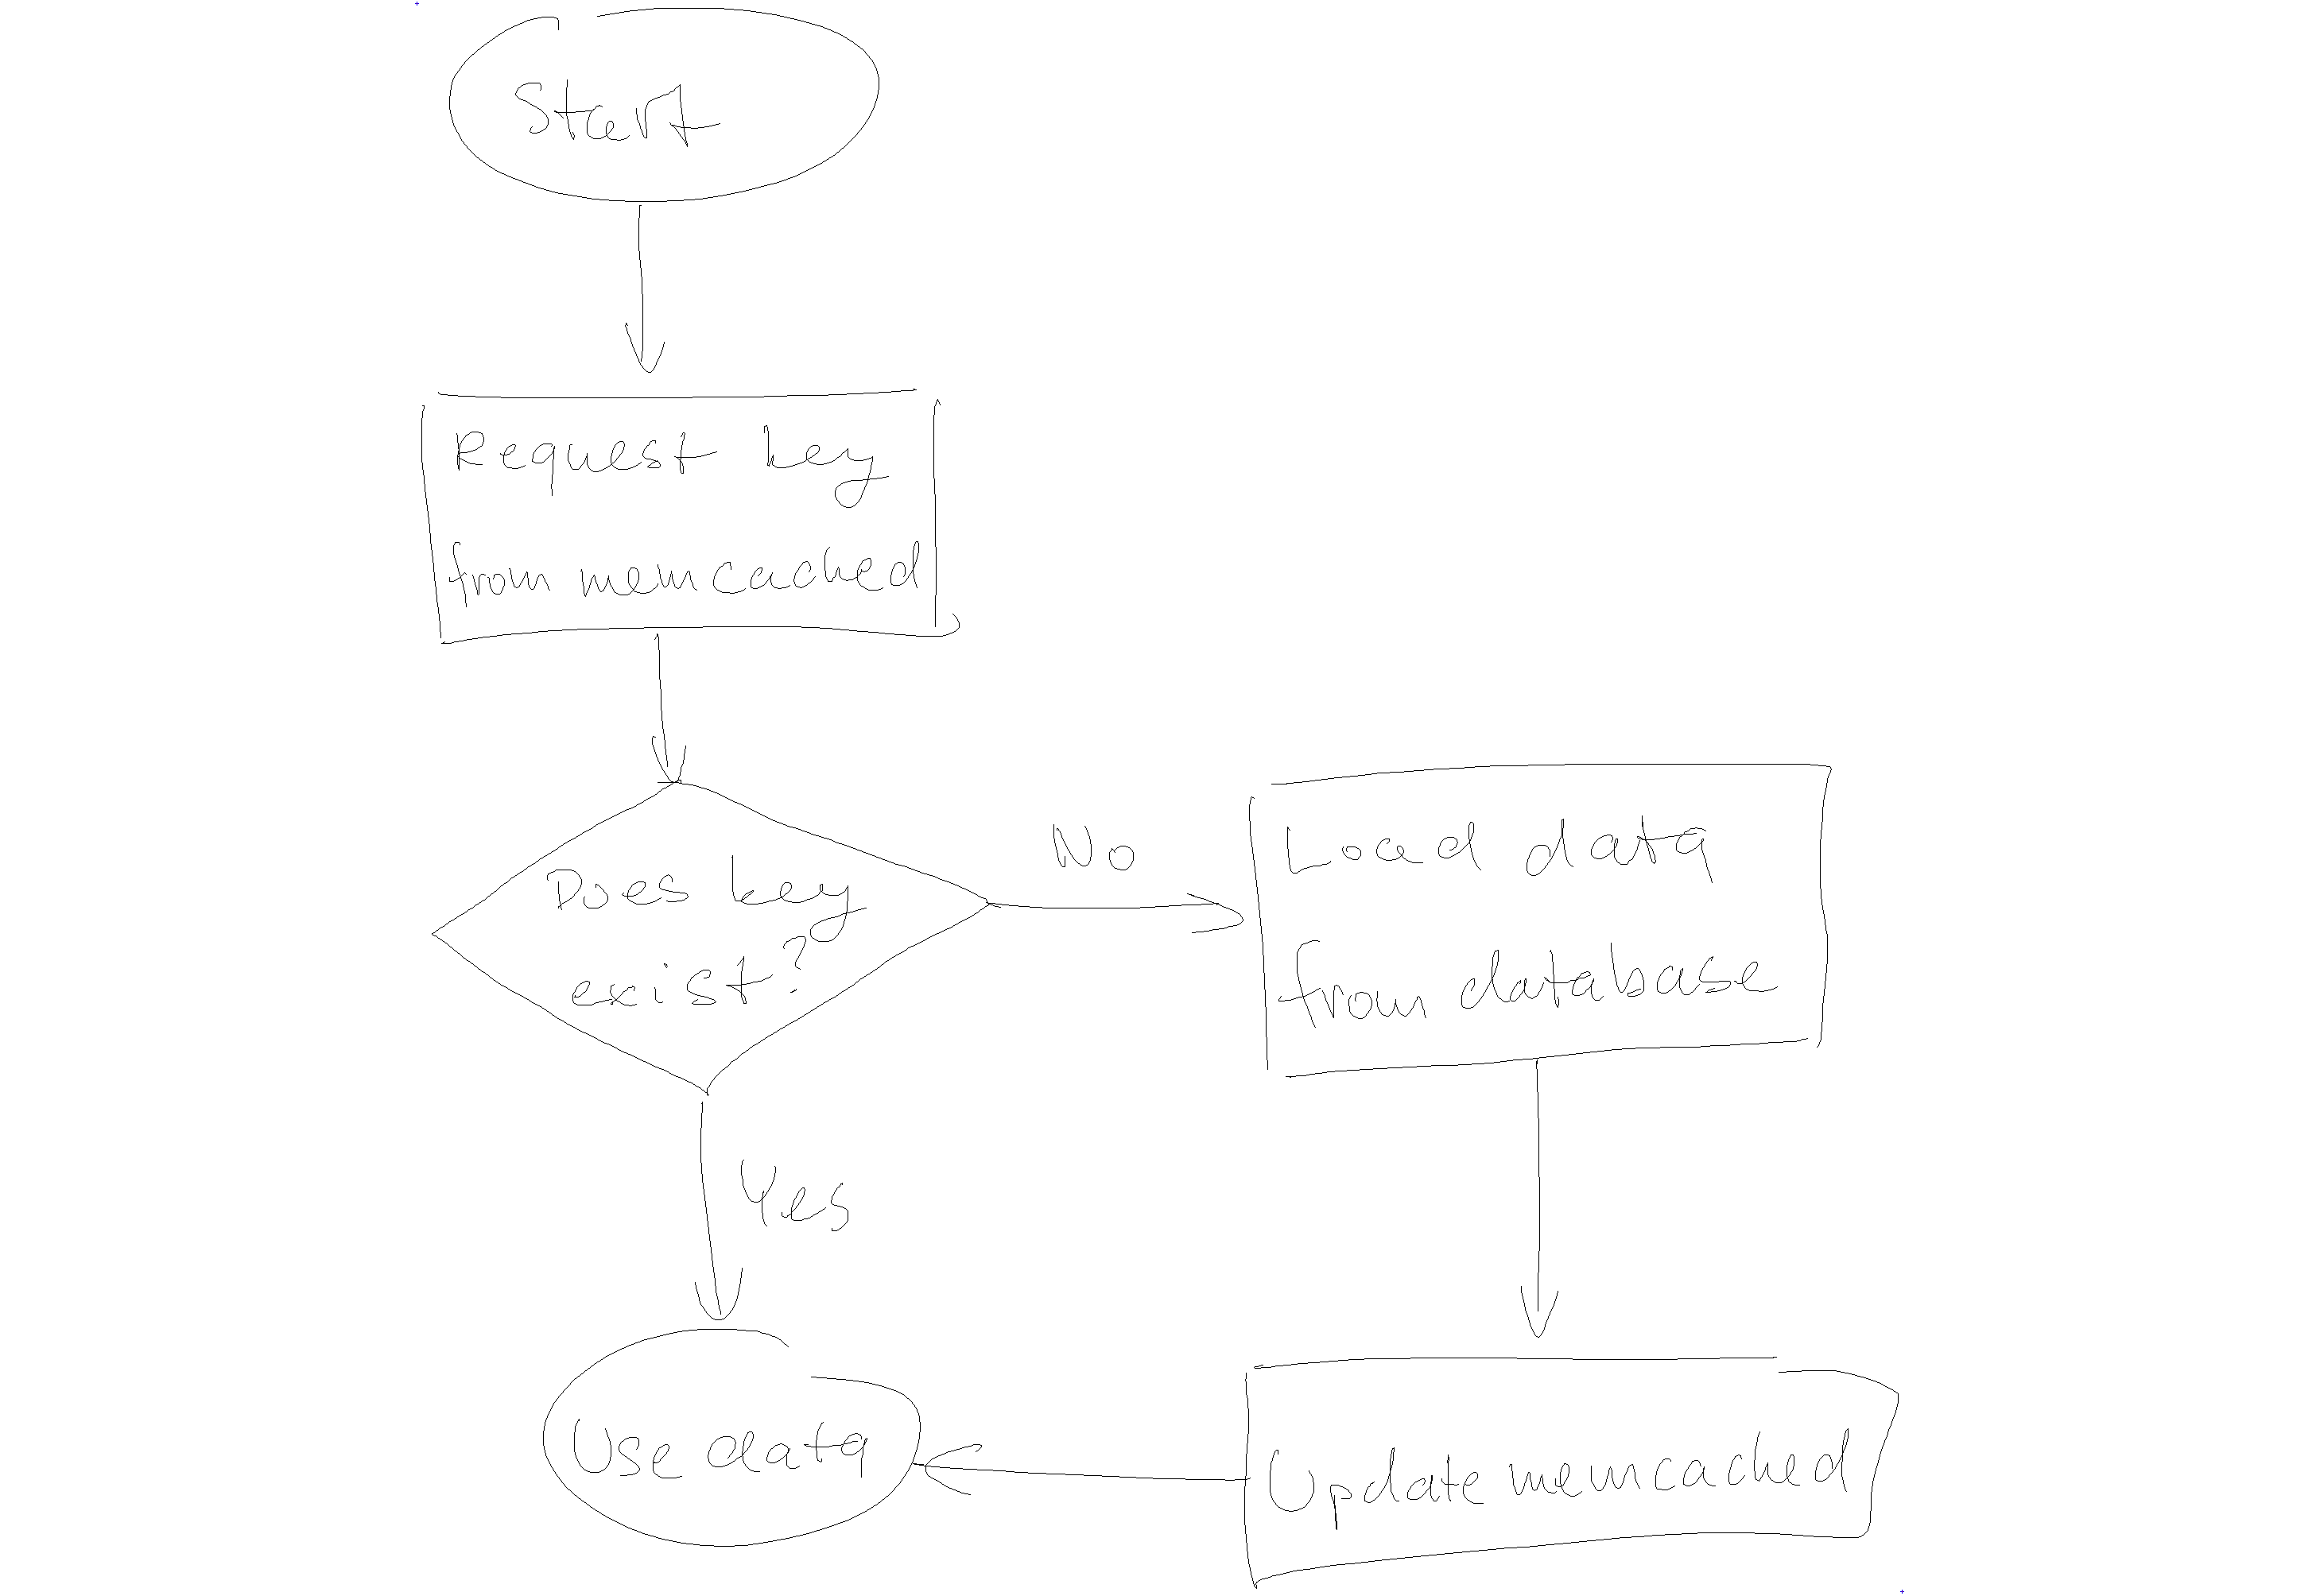 Start
Request key
from memcached
Does key
exist?
No
Load data
from database
Yes
Use data
Update memcached